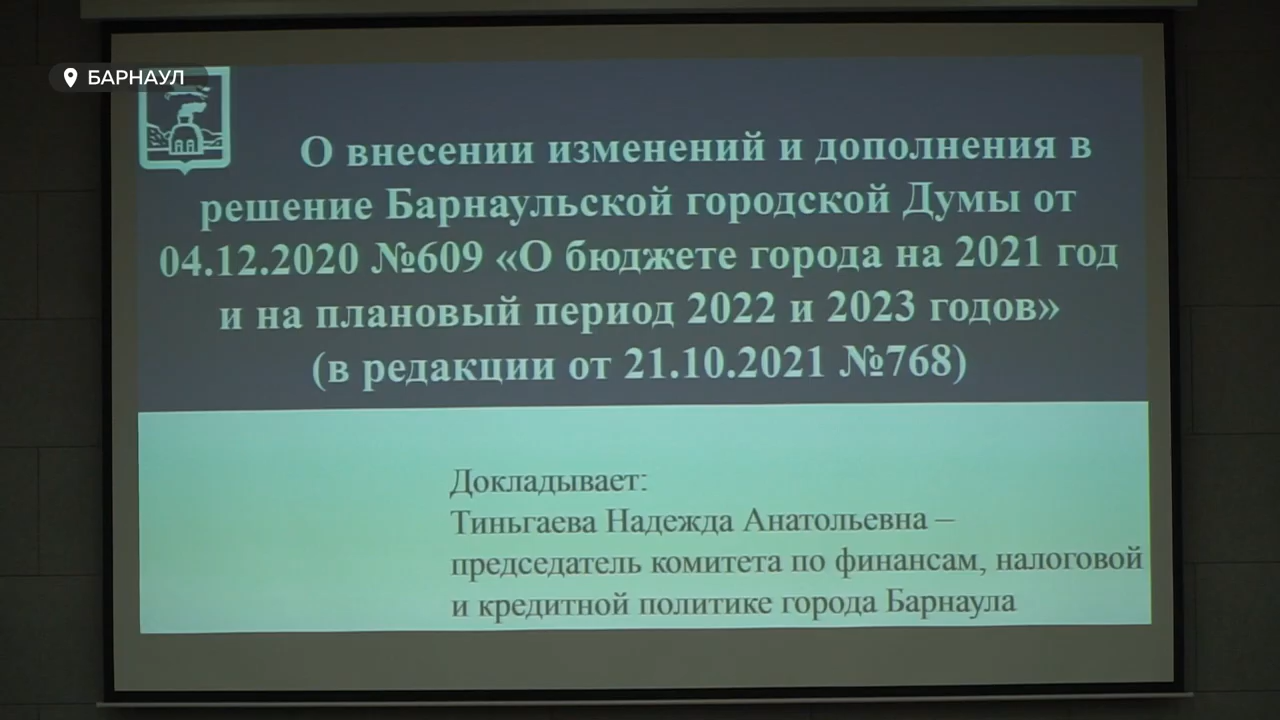 БАРНАУЛ
О внесении изменений и дополнения в
решение Барнаульской городской Думы от
04.12.2020 №609 «О бюджете города на 2021 год
и на плановый период 2022 и 2023 годов»
(в редакции от 21.10.2021 №768)
Докладывает:
Тиньгаева Надежда Анатольевна –
председатель комитета по финансам, налоговой
и кредитной политике города Барнаула